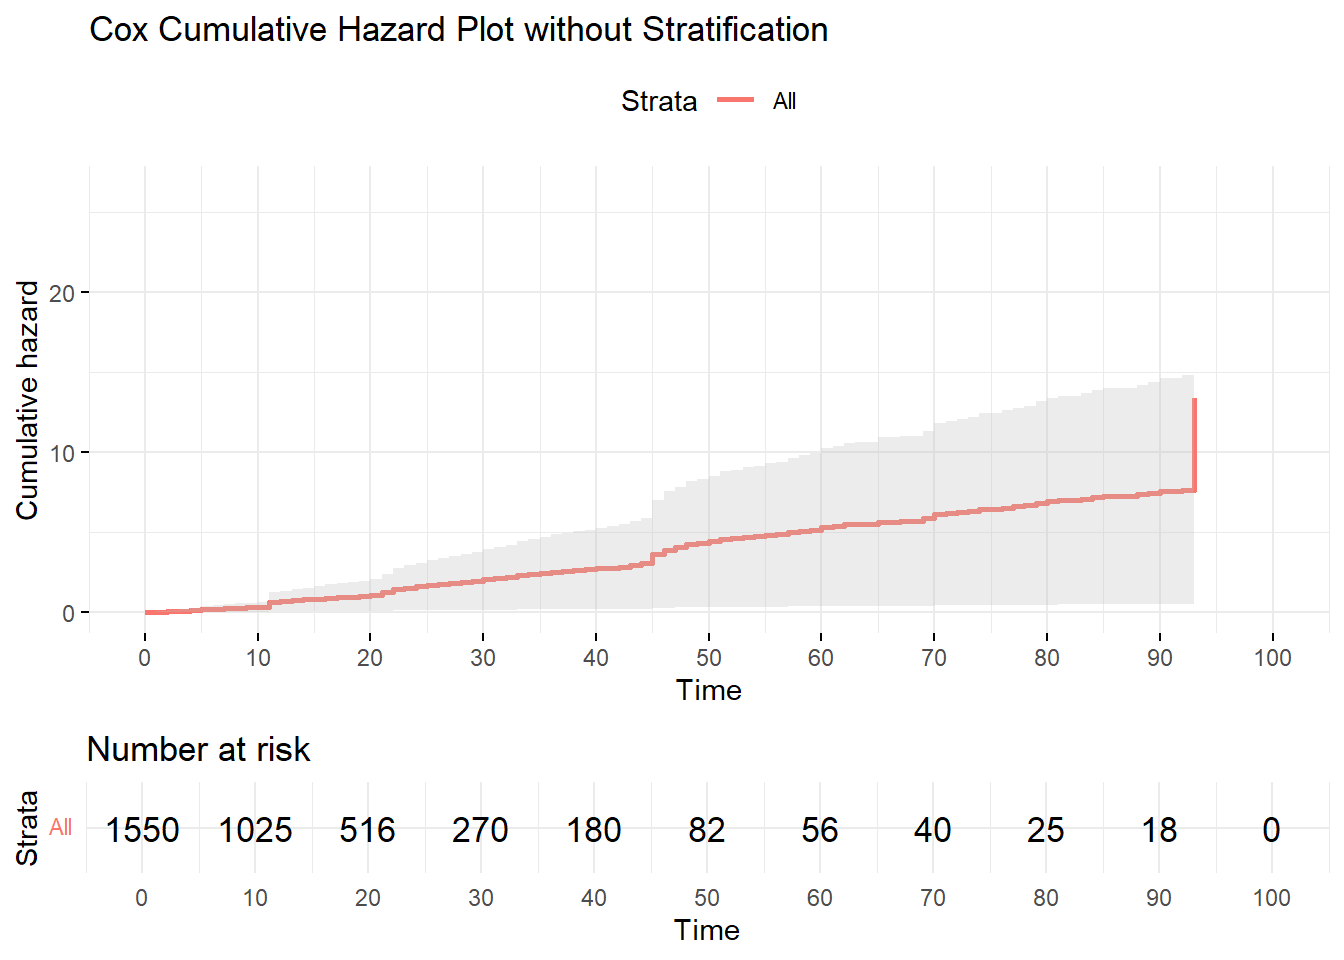 Cox Cumulative Hazard Plot without Stratification
Strata All
Cumulative hazard
20
10
0
0 10 20 30 40 50 60 70 80 90 100
Time
Number at risk
Strata
All 1550 1025 516 270 180 82 56 40 25 18 0
0 10 20 30 40 50 60 70 80 90 100
Time